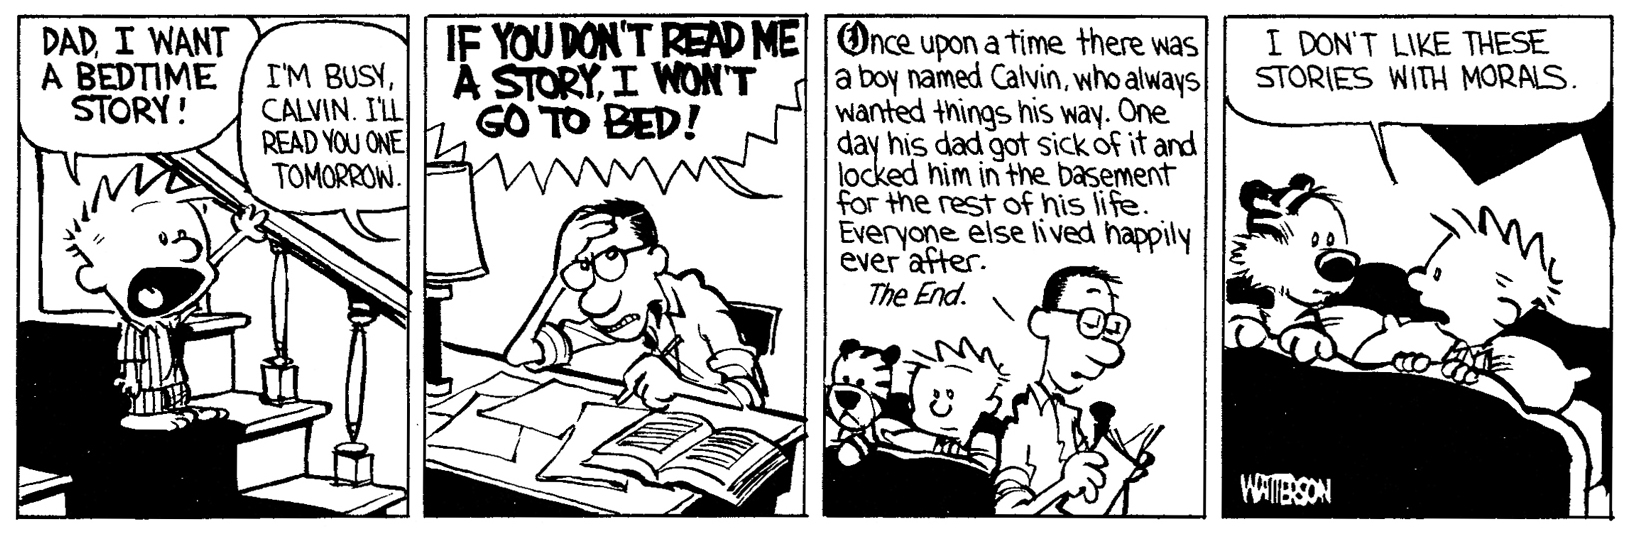 DAD, I WANT
A BEDTIME
STORY!
I'M BUSY,
CALVIN. I'LL
READ YOU ONE
TOMORROW.
IF YOU DON'T READ ME
A STORY, I WON'T
GO TO BED!
Once upon a time there was
a boy named Calvin, who always
wanted things his way. One
day his dad got sick of it and
locked him in the basement
for the rest of his life.
Everyone else lived happily
ever after.
The End.
I DON'T LIKE THESE
STORIES WITH MORALS.
WATTERSON